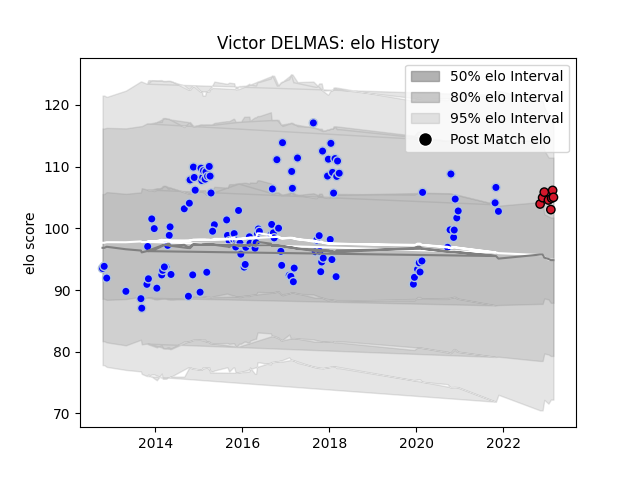 Victor DELMAS: elo History
50% elo Interval
80% elo Interval
95% elo Interval
Post Match elo
elo score
120
110
100
90
80
70
2014
2016
2018
2020
2022